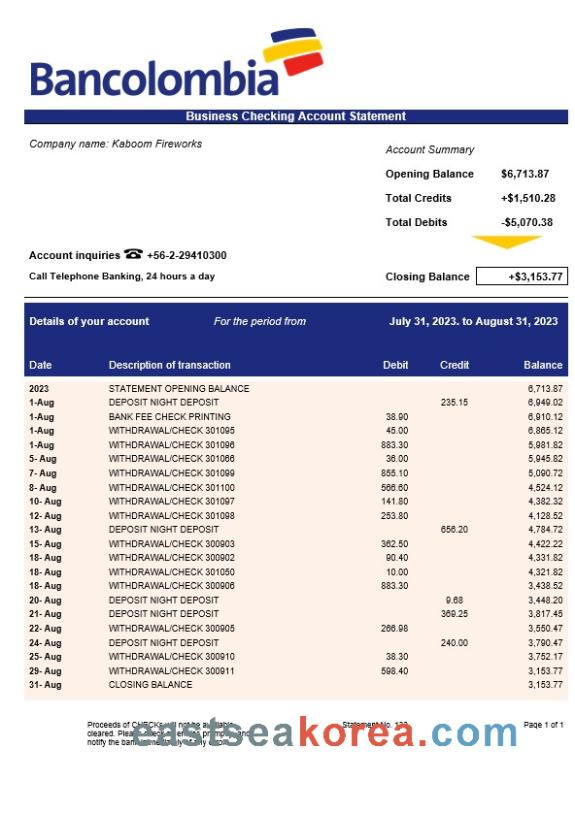 Bancolombia
Business Checking Account Statement
Company name: Kaboom Fireworks
Account Summary
Opening Balance $6,713.87
Total Credits +$1,510.28
Total Debits -$5,070.38
Account inquiries ☎ +56-2-29410300
Call Telephone Banking, 24 hours a day
Closing Balance +$3,153.77
Details of your account For the period from July 31, 2023. to August 31, 2023
Date Description of transaction Debit Credit Balance
2023 STATEMENT OPENING BALANCE 6,713.87
1-Aug DEPOSIT NIGHT DEPOSIT 235.15 6,949.02
1-Aug BANK FEE CHECK PRINTING 38.90 6,910.12
1-Aug WITHDRAWAL/CHECK 301095 45.00 6,865.12
1-Aug WITHDRAWAL/CHECK 301096 883.30 5,981.82
5- Aug WITHDRAWAL/CHECK 301066 36.00 5,945.82
7- Aug WITHDRAWAL/CHECK 301099 855.10 5,090.72
8- Aug WITHDRAWAL/CHECK 301100 566.60 4,524.12
10- Aug WITHDRAWAL/CHECK 301097 141.80 4,382.32
12- Aug WITHDRAWAL/CHECK 301098 253.80 4,128.52
13- Aug DEPOSIT NIGHT DEPOSIT 656.20 4,784.72
15- Aug WITHDRAWAL/CHECK 300903 362.50 4,422.22
18- Aug WITHDRAWAL/CHECK 300902 90.40 4,331.82
18- Aug WITHDRAWAL/CHECK 301050 10.00 4,321.82
18- Aug WITHDRAWAL/CHECK 300906 883.30 3,438.52
20- Aug DEPOSIT NIGHT DEPOSIT 9.68 3,448.20
21- Aug DEPOSIT NIGHT DEPOSIT 369.25 3,817.45
22- Aug WITHDRAWAL/CHECK 300905 266.98 3,550.47
24- Aug DEPOSIT NIGHT DEPOSIT 240.00 3,790.47
25- Aug WITHDRAWAL/CHECK 300910 38.30 3,752.17
29- Aug WITHDRAWAL/CHECK 300911 598.40 3,153.77
31- Aug CLOSING BALANCE 3,153.77
Proceeds of CHECKs will not be available Statement No. Page 1 of 1
cleared. Please check
notify the bank immediately of any error
estseakorea.com